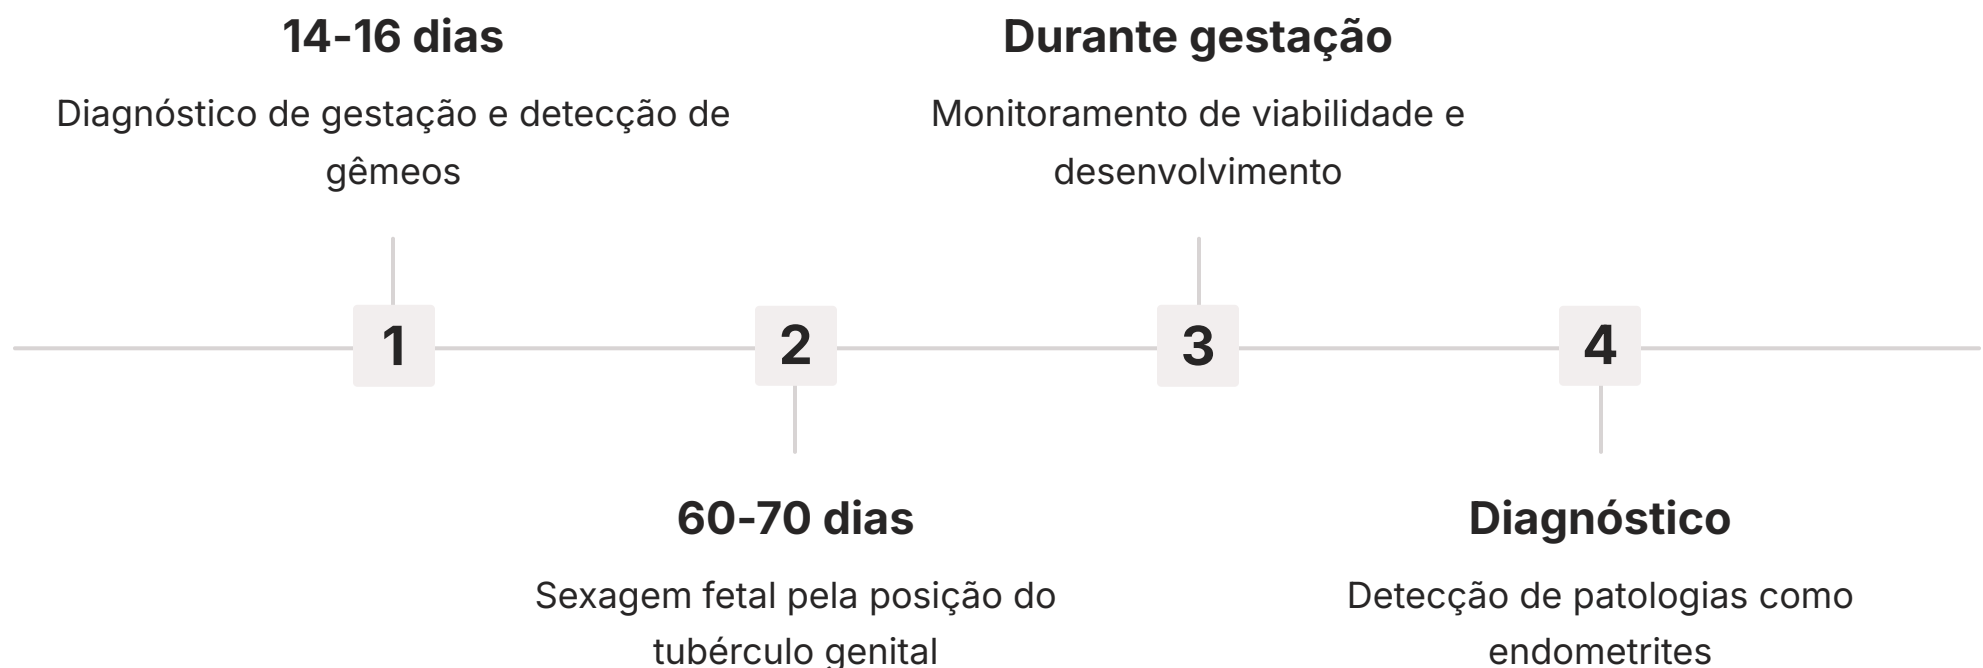 14-16 dias
Diagnóstico de gestação e detecção de
gêmeos
Durante gestação
Monitoramento de viabilidade e
desenvolvimento
1
2
3
4
60-70 dias
Sexagem fetal pela posição do
tubérculo genital
Diagnóstico
Detecção de patologias como
endometrites